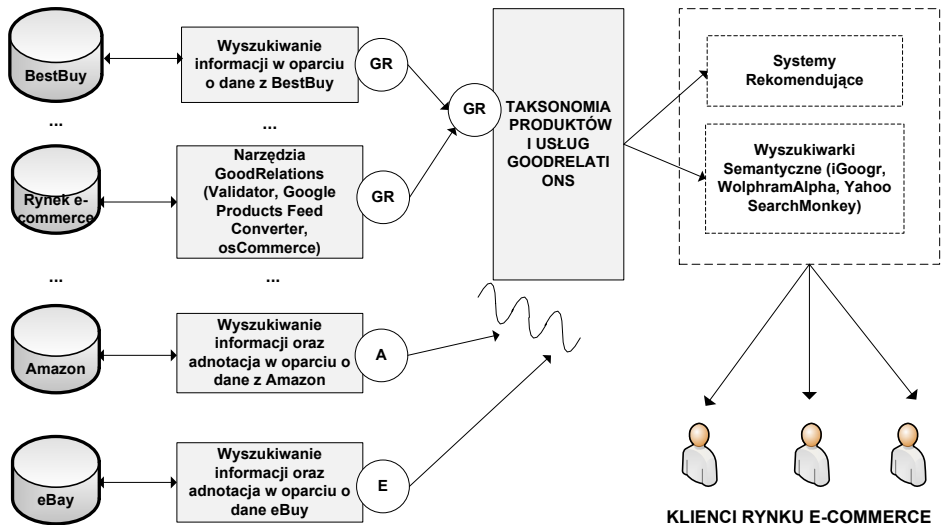 BestBuy
Wyszukiwanie
informacji w oparciu
o dane z BestBuy
GR
...
...
Rynek e-
commerce
Narzędzia
GoodRelations
(Validator, Google
Products Feed
Converter,
osCommerce)
GR
GR
TAKSONOMIA
PRODUKTÓW
I USŁUG
GOODRELATI
ONS
Systemy
Rekomendujące
Wyszukiwarki
Semantyczne (iGoogr,
WolphramAlpha, Yahoo
SearchMonkey)
...
...
Amazon
Wyszukiwanie
informacji oraz
adnotacja w oparciu o
dane z Amazon
A
eBay
Wyszukiwanie
informacji oraz
adnotacja w oparciu o
dane eBuy
E
KLIENCI RYNKU E-COMMERCE